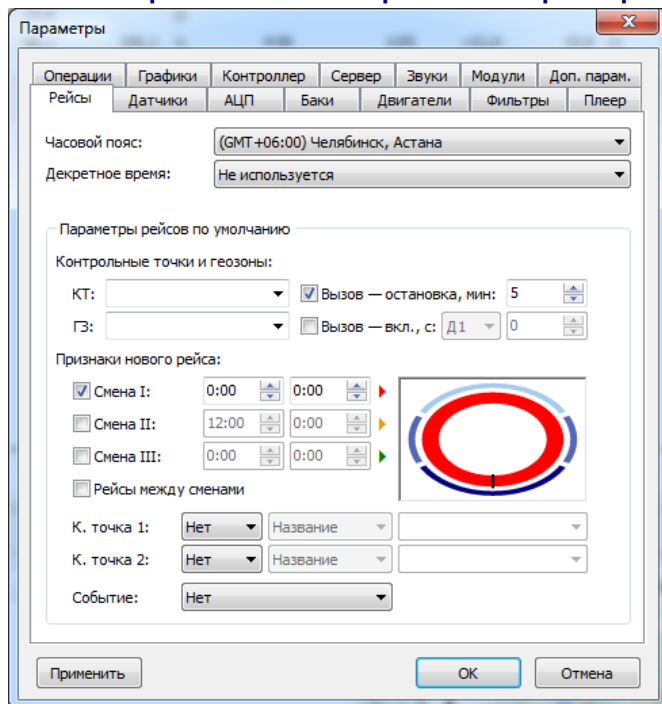 Параметры
Операции Графики Контроллер Сервер Звуки Модули Доп. парам.
Рейсы Датчики АЦП Баки Двигатели Фильтры Плеер
Часовой пояс: (GMT+06:00) Челябинск, Астана
Декретное время: Не используется
Параметры рейсов по умолчанию
Контрольные точки и геозоны:
КТ: Вызов — остановка, мин: 5
ГЗ: Вызов — вкл., с: Д1 0
Признаки нового рейса:
Смена I: 0:00 0:00
Смена II: 12:00 0:00
Смена III: 0:00 0:00
Рейсы между сменами
К. точка 1: Нет Название
К. точка 2: Нет Название
Событие: Нет
Применить OK Отмена